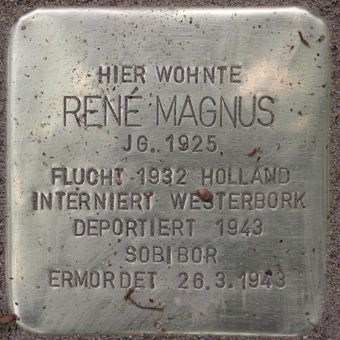 HIER WOHNTE
RENÉ MAGNUS
JG. 1925
FLUCHT 1932 HOLLAND
INTERNIERT WESTERBORK
DEPORTIERT 1943
SOBIBOR
ERMORDET 26.3.1943